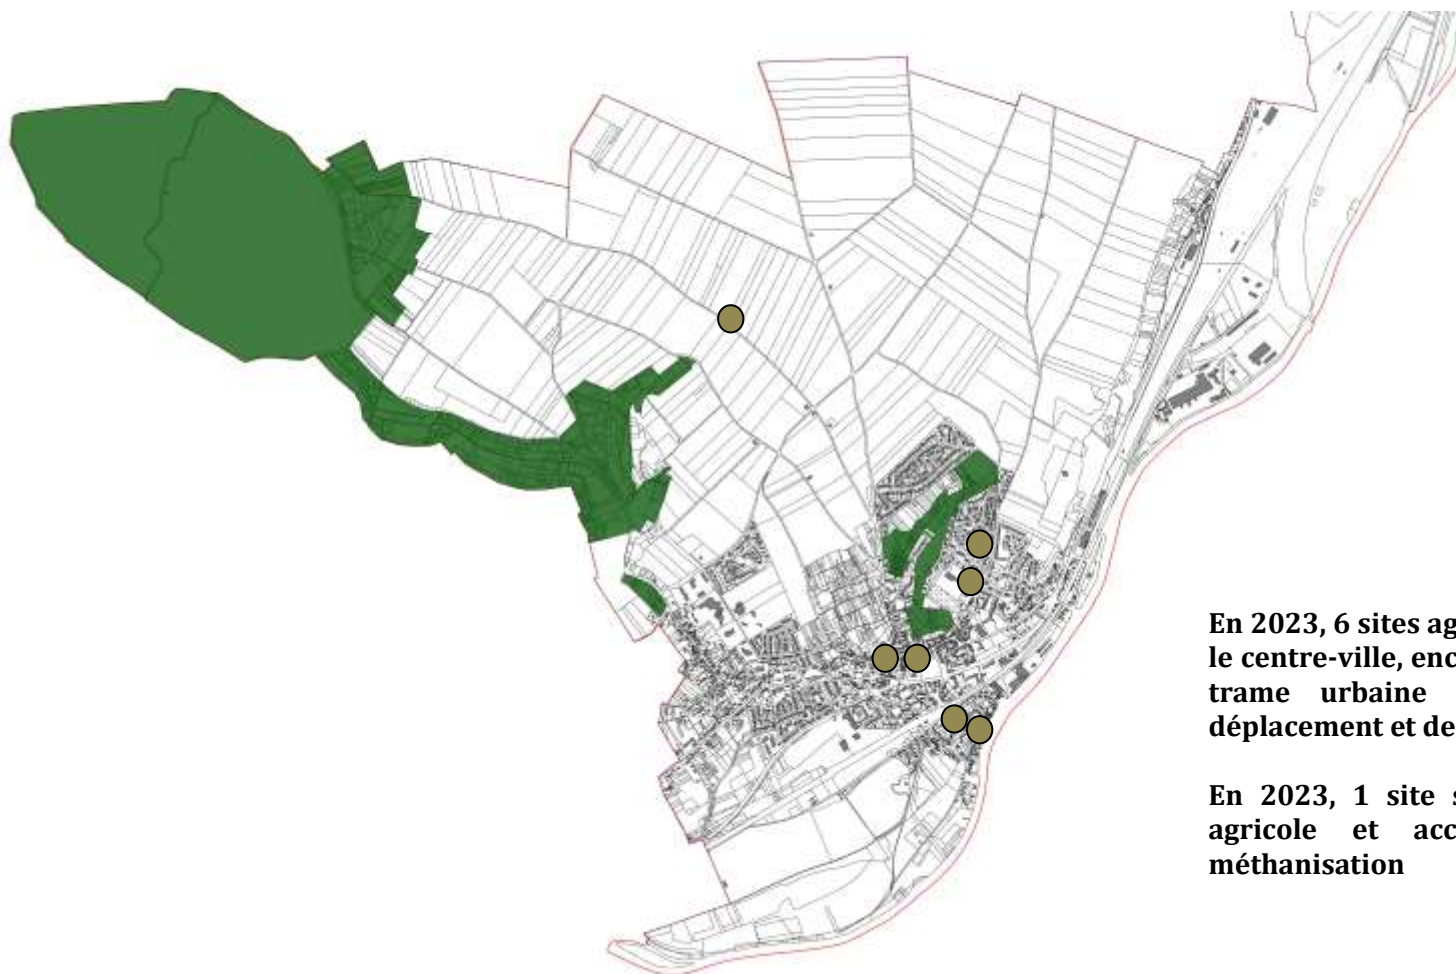 En 2023, 6 sites ag
le centre-ville, enc
trame urbaine
déplacement et de
En 2023, 1 site s
agricole et acc
méthanisation